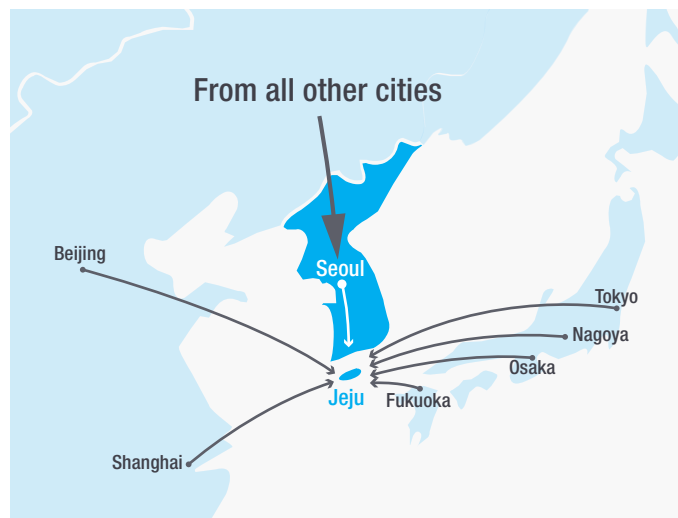 From all other cities
Beijing
Seoul
Tokyo
Nagoya
Osaka
Jeju
Fukuoka
Shanghai